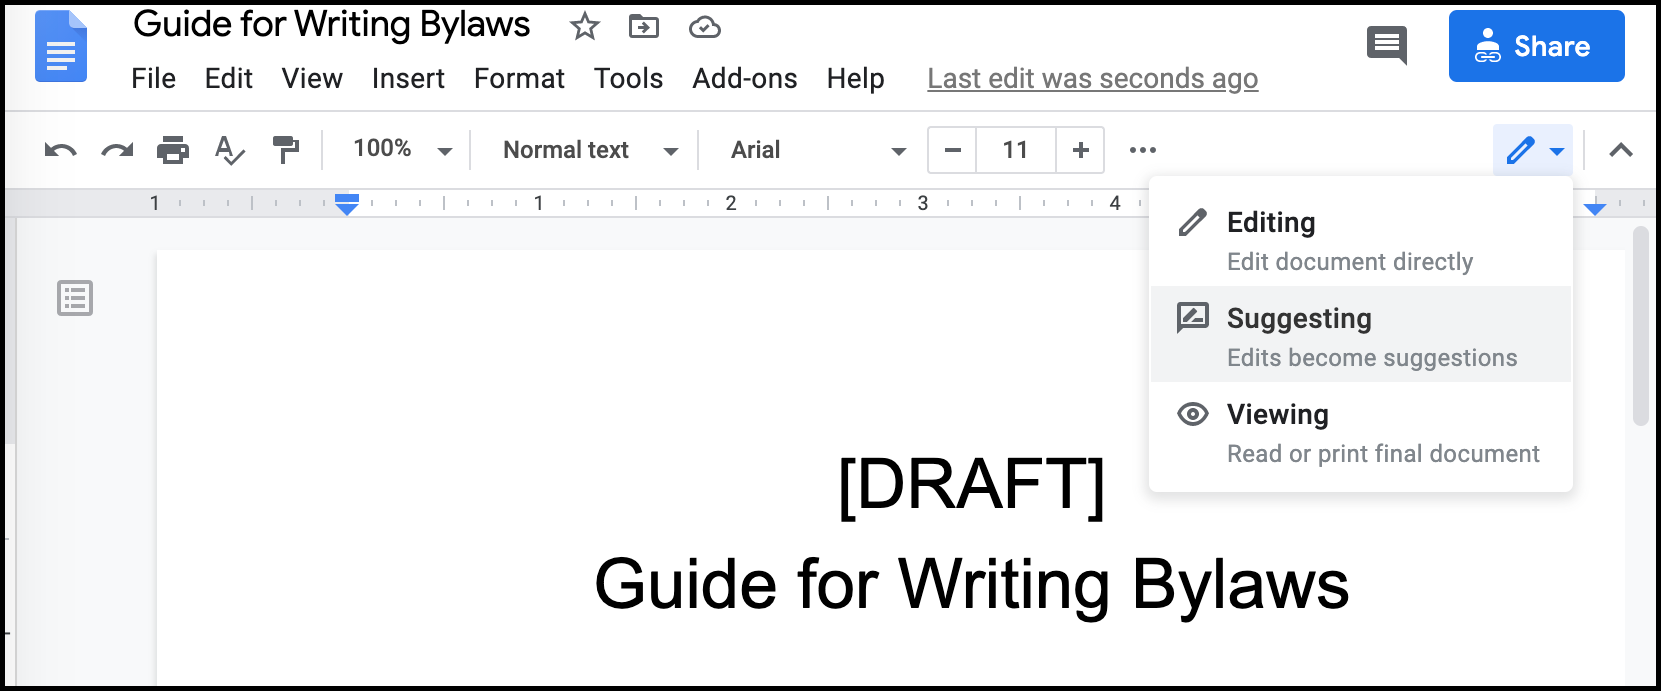 Guide for Writing Bylaws
File Edit View Insert Format Tools Add-ons Help Last edit was seconds ago
Share
100% Normal text Arial 11
1 1 2 3 4
Editing
Edit document directly
Suggesting
Edits become suggestions
Viewing
Read or print final document
[DRAFT]
Guide for Writing Bylaws